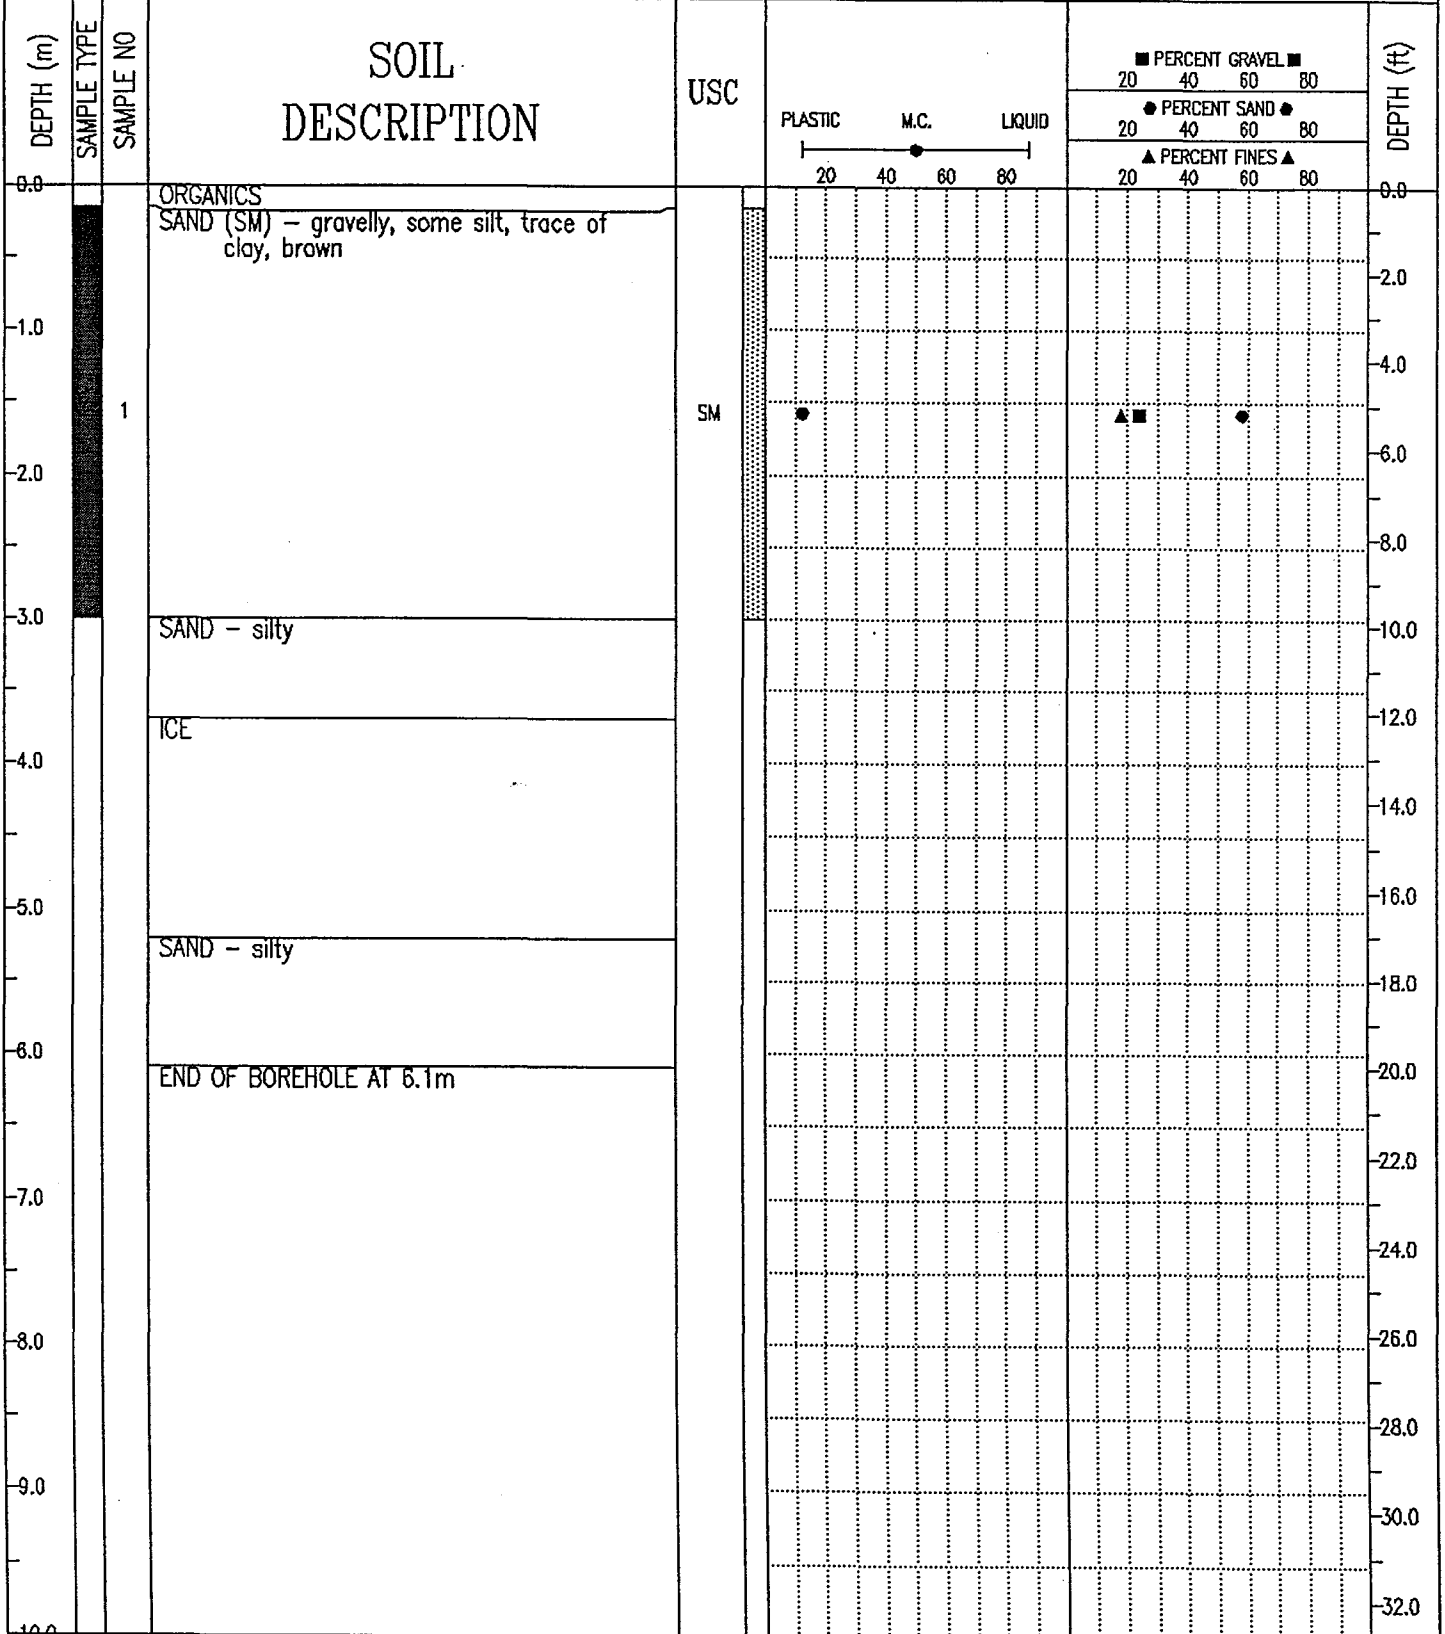 DEPTH (m)
SAMPLE TYPE
SAMPLE NO
SOIL
DESCRIPTION
USC
PLASTIC M.C. LIQUID
20 40 60 80
■ PERCENT GRAVEL ■
20 40 60 80
● PERCENT SAND ●
20 40 60 80
▲ PERCENT FINES ▲
20 40 60 80
DEPTH (ft)
0.0
ORGANICS
0.0
SAND (SM) – gravelly, some silt, trace of
clay, brown
2.0
1.0
4.0
1
SM
6.0
2.0
8.0
3.0
SAND – silty
10.0
12.0
ICE
4.0
14.0
16.0
5.0
SAND – silty
18.0
6.0
20.0
END OF BOREHOLE AT 6.1m
22.0
7.0
24.0
8.0
26.0
28.0
9.0
30.0
32.0
10.0